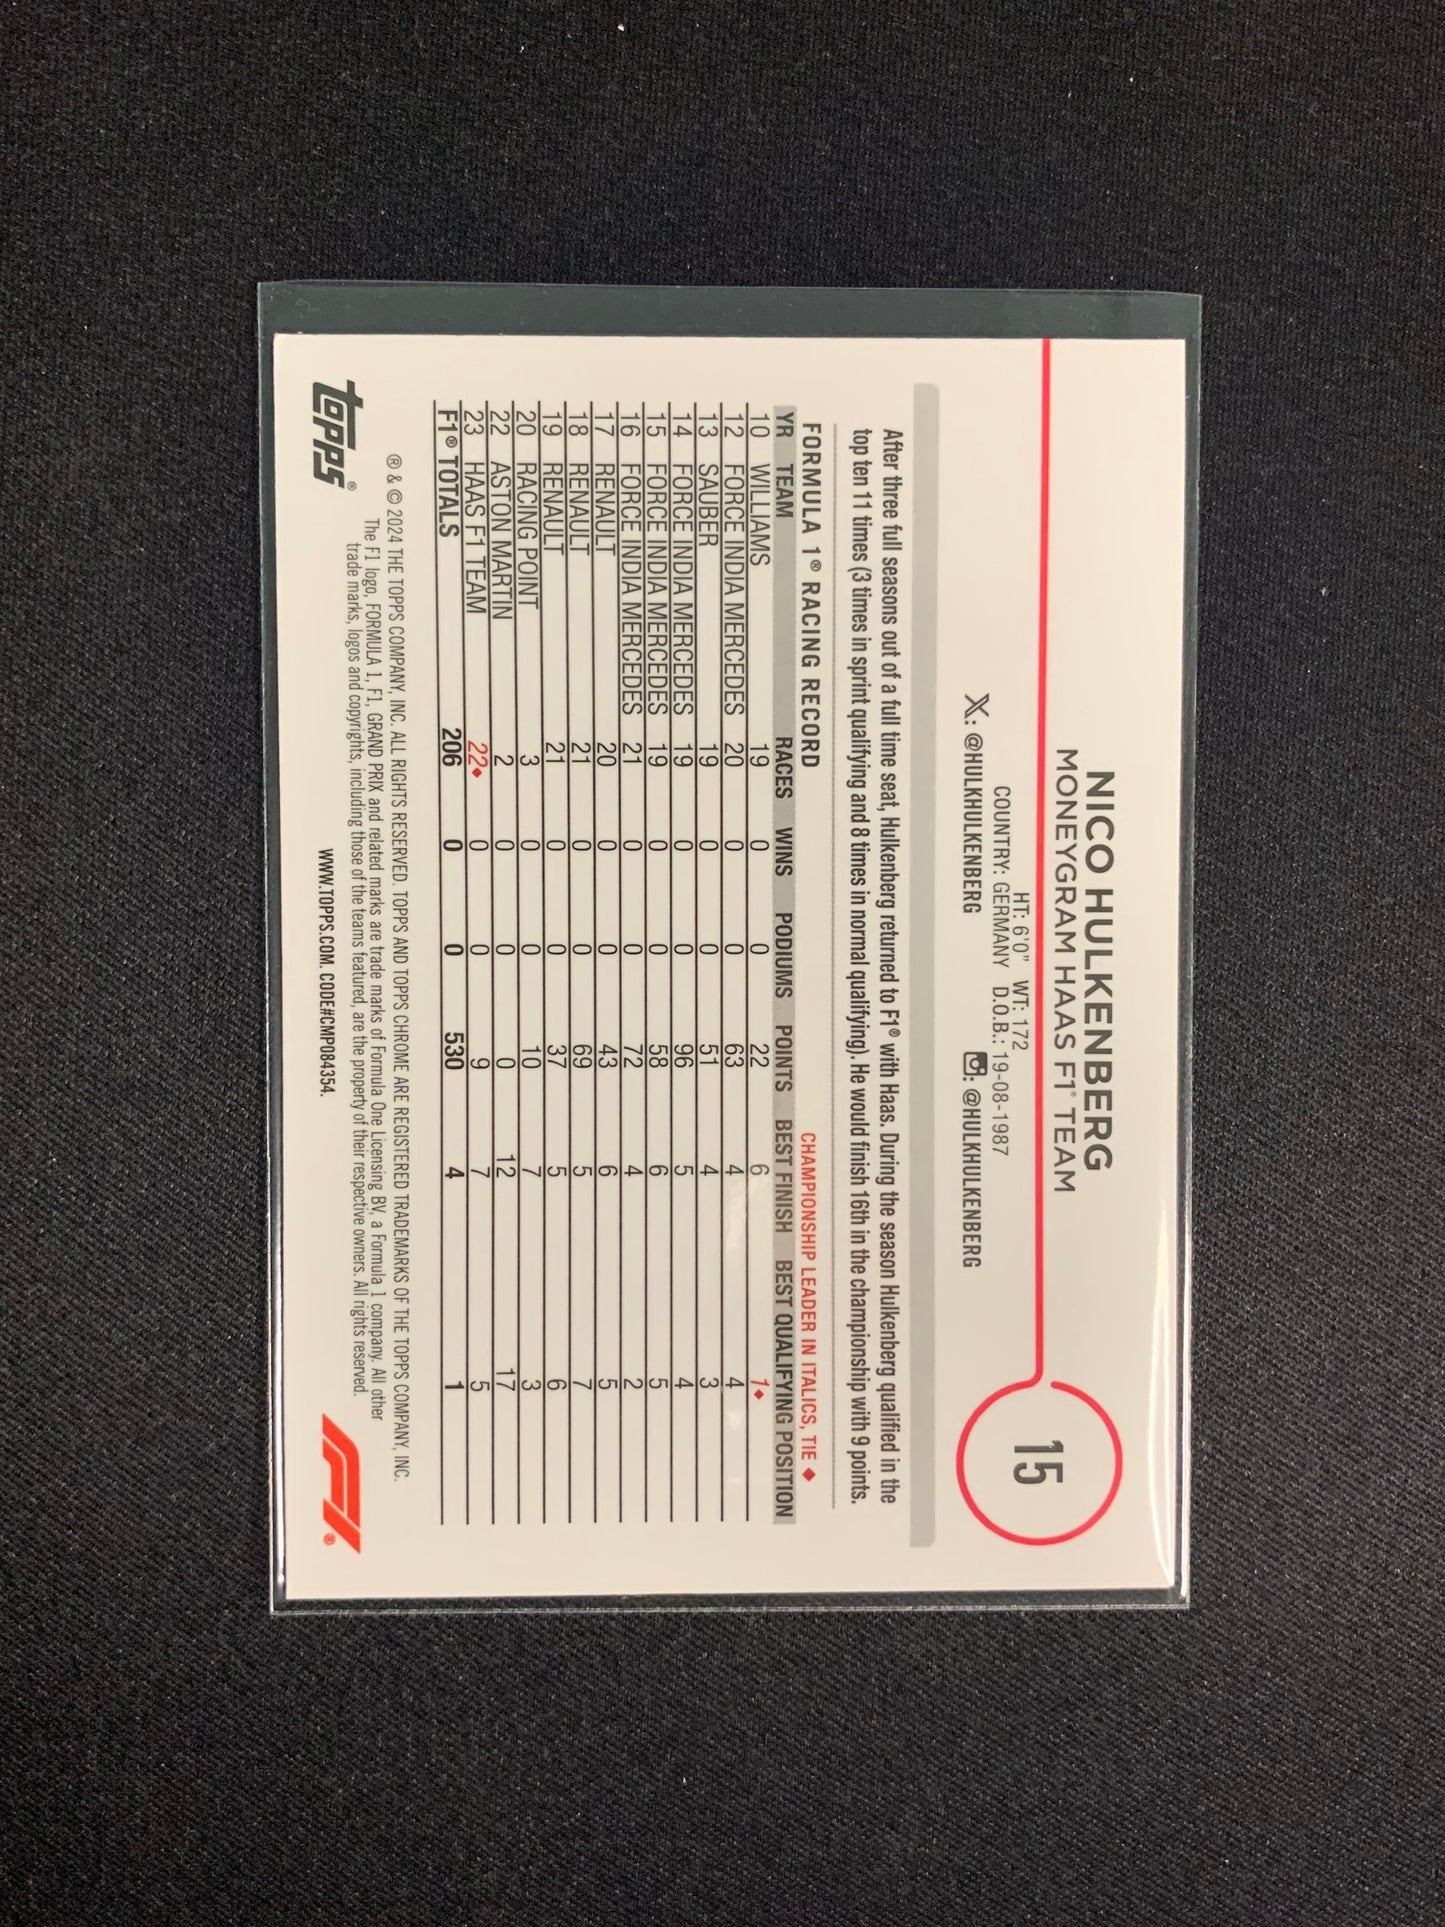 15
NICO HULKENBERG
MONEYGRAM HAAS F1® TEAM
HT: 6'0" WT: 172
COUNTRY: GERMANY D.O.B.: 19-08-1987
X: @HULKHULKENBERG : @HULKHULKENBERG
After three full seasons out of a full time seat, Hulkenberg returned to F1® with Haas. During the season Hulkenberg qualified in the
top ten 11 times (3 times in sprint qualifying and 8 times in normal qualifying). He would finish 16th in the championship with 9 points.
FORMULA 1® RACING RECORD CHAMPIONSHIP LEADER IN ITALICS, TIE ♦
YR TEAM RACES WINS PODIUMS POINTS BEST FINISH BEST QUALIFYING POSITION
10 WILLIAMS 19 0 0 22 6 1♦
12 FORCE INDIA MERCEDES 20 0 0 63 4 4
13 SAUBER 19 0 0 51 4 3
14 FORCE INDIA MERCEDES 19 0 0 96 5 4
15 FORCE INDIA MERCEDES 19 0 0 58 6 5
16 FORCE INDIA MERCEDES 21 0 0 72 4 2
17 RENAULT 20 0 0 43 6 5
18 RENAULT 21 0 0 69 5 7
19 RENAULT 21 0 0 37 5 6
20 RACING POINT 3 0 0 10 7 3
22 ASTON MARTIN 2 0 0 0 12 17
23 HAAS F1 TEAM 22♦ 0 0 9 7 5
F1® TOTALS 206 0 0 530 4 1
® & © 2024 THE TOPPS COMPANY, INC. ALL RIGHTS RESERVED. TOPPS AND TOPPS CHROME ARE REGISTERED TRADEMARKS OF THE TOPPS COMPANY, INC.
The F1 logo, FORMULA 1, F1, GRAND PRIX and related marks are trade marks of Formula One Licensing BV, a Formula 1 company. All other
trade marks, logos and copyrights, including those of the teams featured, are the property of their respective owners. All rights reserved.
topps® WWW.TOPPS.COM. CODE#CMP084354. F1®